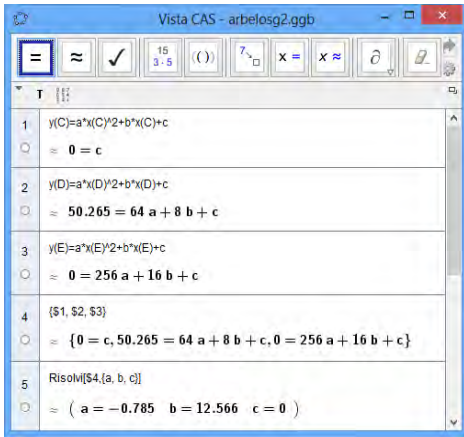 Vista CAS - arbelosg2.ggb
= ≈ ✓ 15 3·5 (()) 7 x = x ≈ ∂
T
1 y(C)=a*x(C)^2+b*x(C)+c
≈ 0 = c
2 y(D)=a*x(D)^2+b*x(D)+c
≈ 50.265 = 64 a + 8 b + c
3 y(E)=a*x(E)^2+b*x(E)+c
≈ 0 = 256 a + 16 b + c
4 {$1, $2, $3}
≈ {0 = c, 50.265 = 64 a + 8 b + c, 0 = 256 a + 16 b + c}
5 Risolvi[$4,{a, b, c}]
≈ ( a = −0.785 b = 12.566 c = 0 )